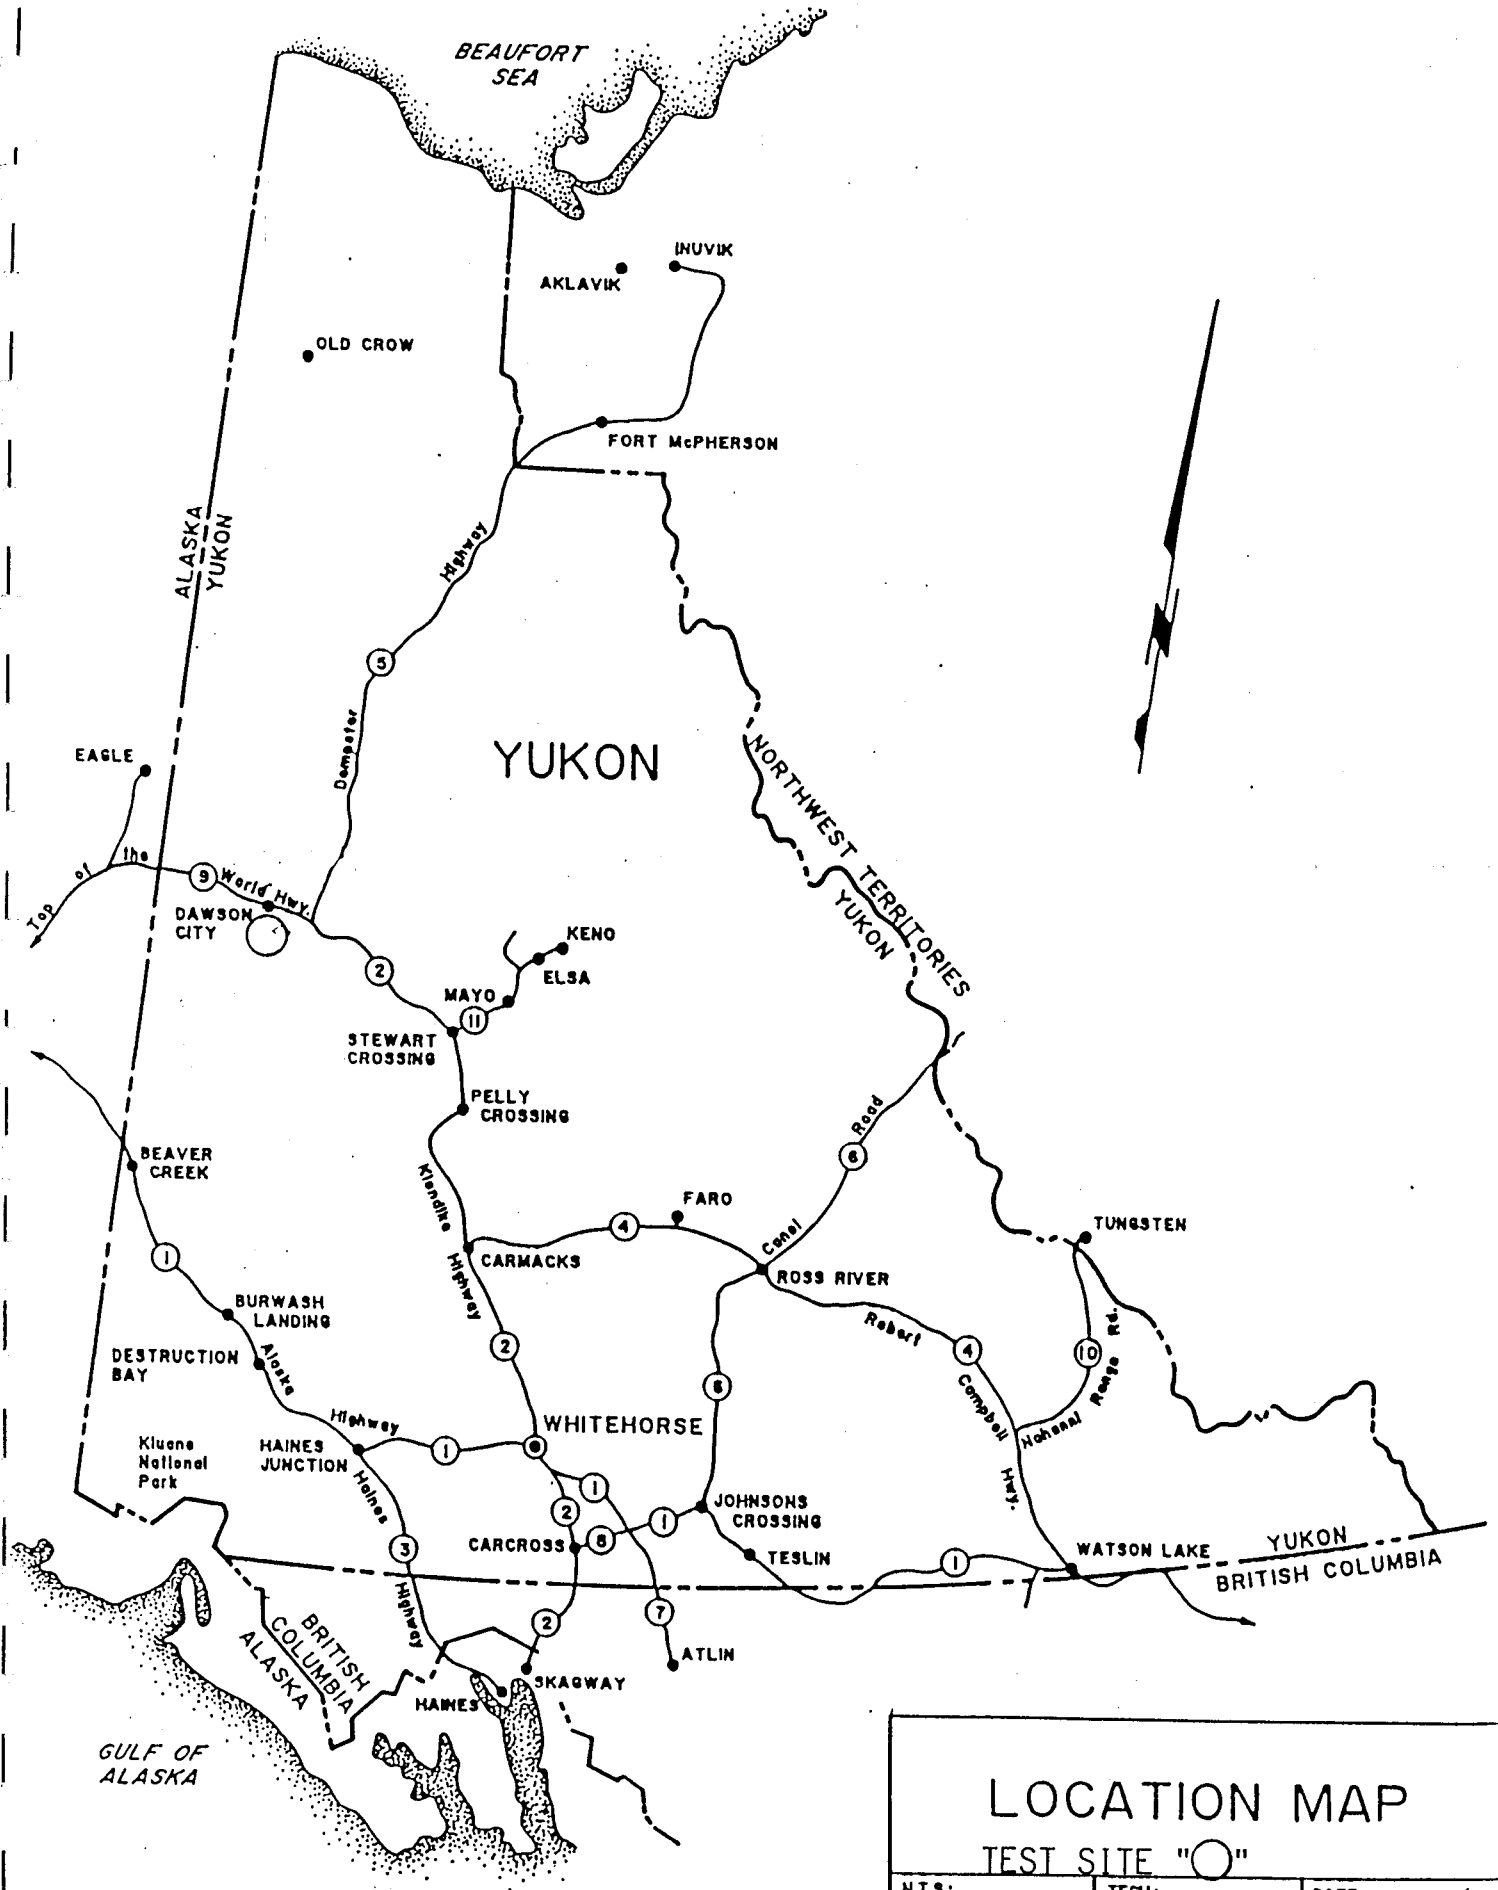 BEAUFORT
SEA
INUVIK
AKLAVIK
OLD CROW
FORT McPHERSON
Highway
ALASKA
YUKON
5
Dempster
YUKON
EAGLE
NORTHWEST TERRITORIES
YUKON
Top of the
9
World Hwy.
DAWSON
CITY
2
KENO
ELSA
MAYO
11
STEWART
CROSSING
PELLY
CROSSING
BEAVER
CREEK
Klondike
Highway
Canol
6
Road
FARO
4
TUNGSTEN
CARMACKS
ROSS RIVER
1
BURWASH
LANDING
2
Robert
4
Campbell
Hwy.
10
Nahanni Range Rd.
DESTRUCTION
BAY
Alaska
Highway
WHITEHORSE
Kluane
National
Park
HAINES
JUNCTION
1
1
Haines
3
Highway
2
JOHNSONS
CROSSING
CARCROSS
8
1
TESLIN
1
WATSON LAKE
YUKON
BRITISH COLUMBIA
BRITISH
COLUMBIA
ALASKA
2
7
ATLIN
SKAGWAY
HAINES
GULF OF
ALASKA
LOCATION MAP
TEST SITE "O"
N.T.S.: